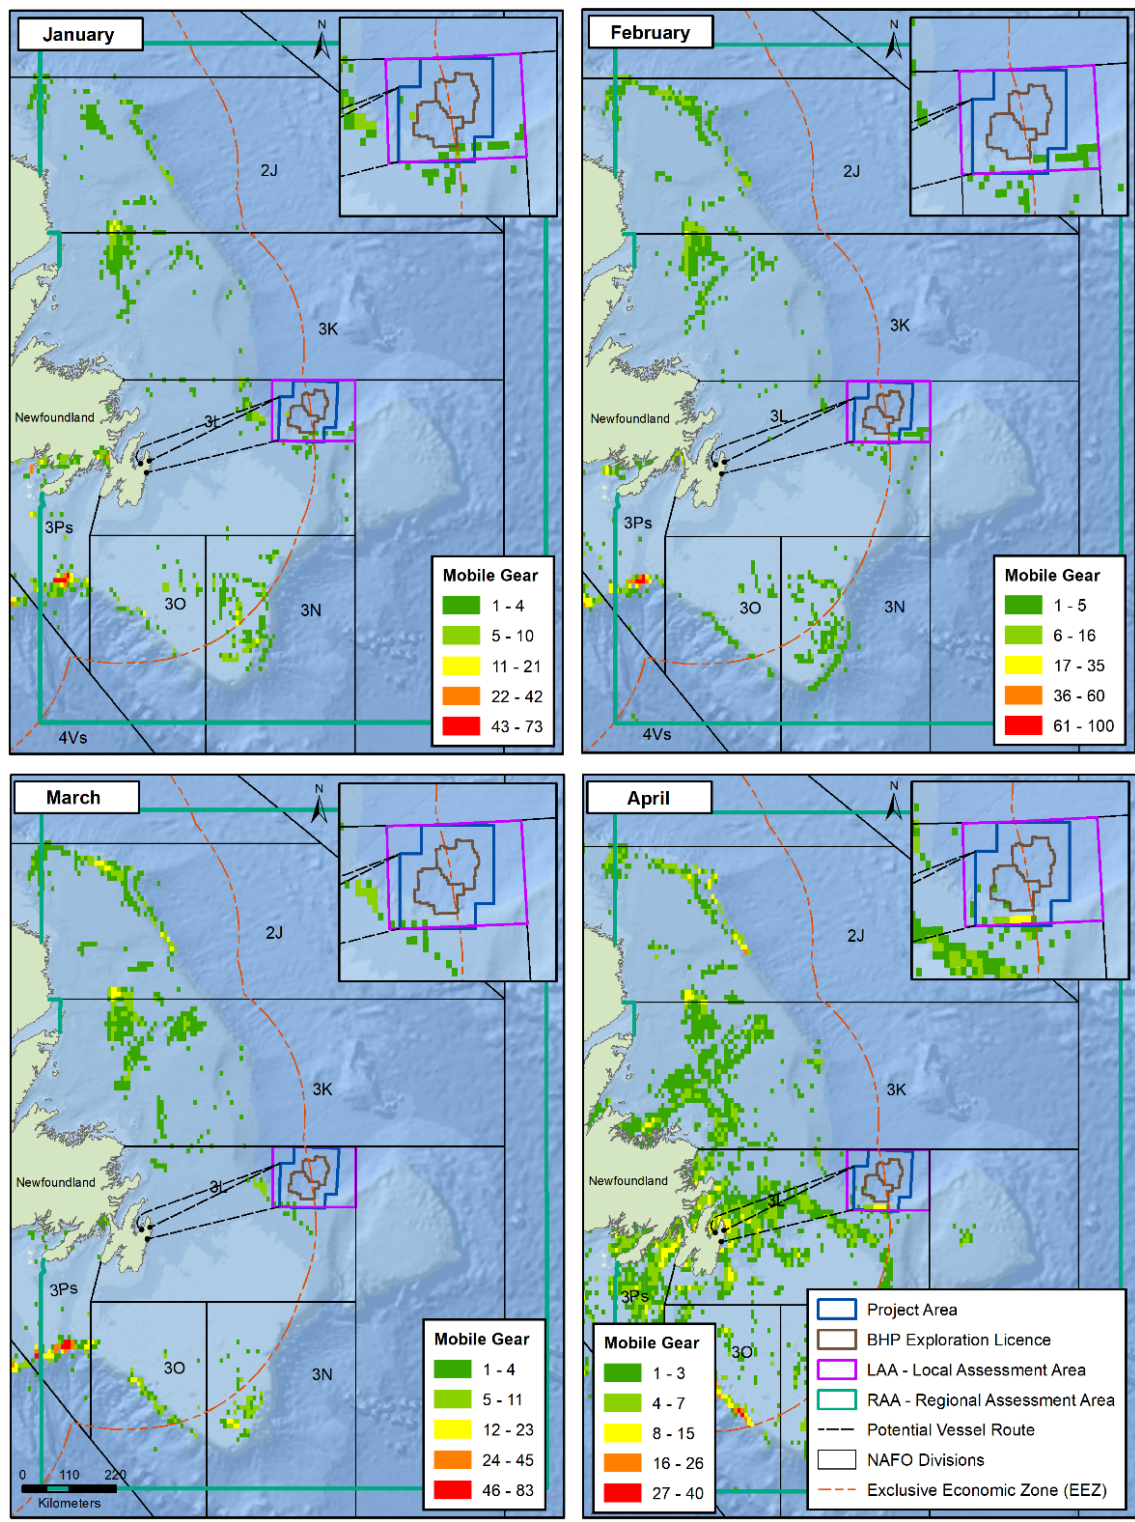 January
N
2J
3K
Newfoundland
3L
3Ps
3O
3N
4Vs
Mobile Gear
1 - 4
5 - 10
11 - 21
22 - 42
43 - 73
February
N
2J
3K
Newfoundland
3L
3Ps
3O
3N
4Vs
Mobile Gear
1 - 5
6 - 16
17 - 35
36 - 60
61 - 100
March
N
2J
3K
Newfoundland
3L
3Ps
3O
3N
0 110 220
Kilometers
Mobile Gear
1 - 4
5 - 11
12 - 23
24 - 45
46 - 83
April
N
2J
3K
Newfoundland
3L
3Ps
3O
Mobile Gear
1 - 3
4 - 7
8 - 15
16 - 26
27 - 40
Project Area
BHP Exploration Licence
LAA - Local Assessment Area
RAA - Regional Assessment Area
Potential Vessel Route
NAFO Divisions
Exclusive Economic Zone (EEZ)